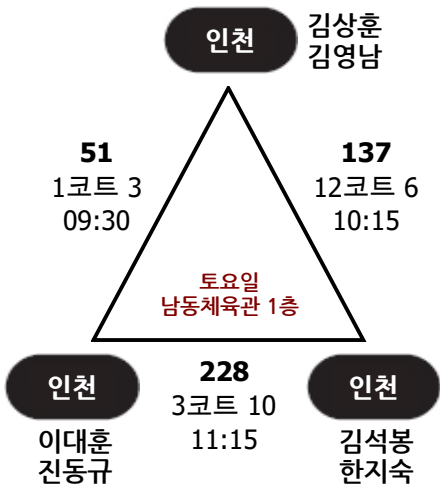 인천
김상훈
김영남
51
1코트 3
09:30
137
12코트 6
10:15
토요일
남동체육관 1층
인천
이대훈
진동규
228
3코트 10
11:15
인천
김석봉
한지숙